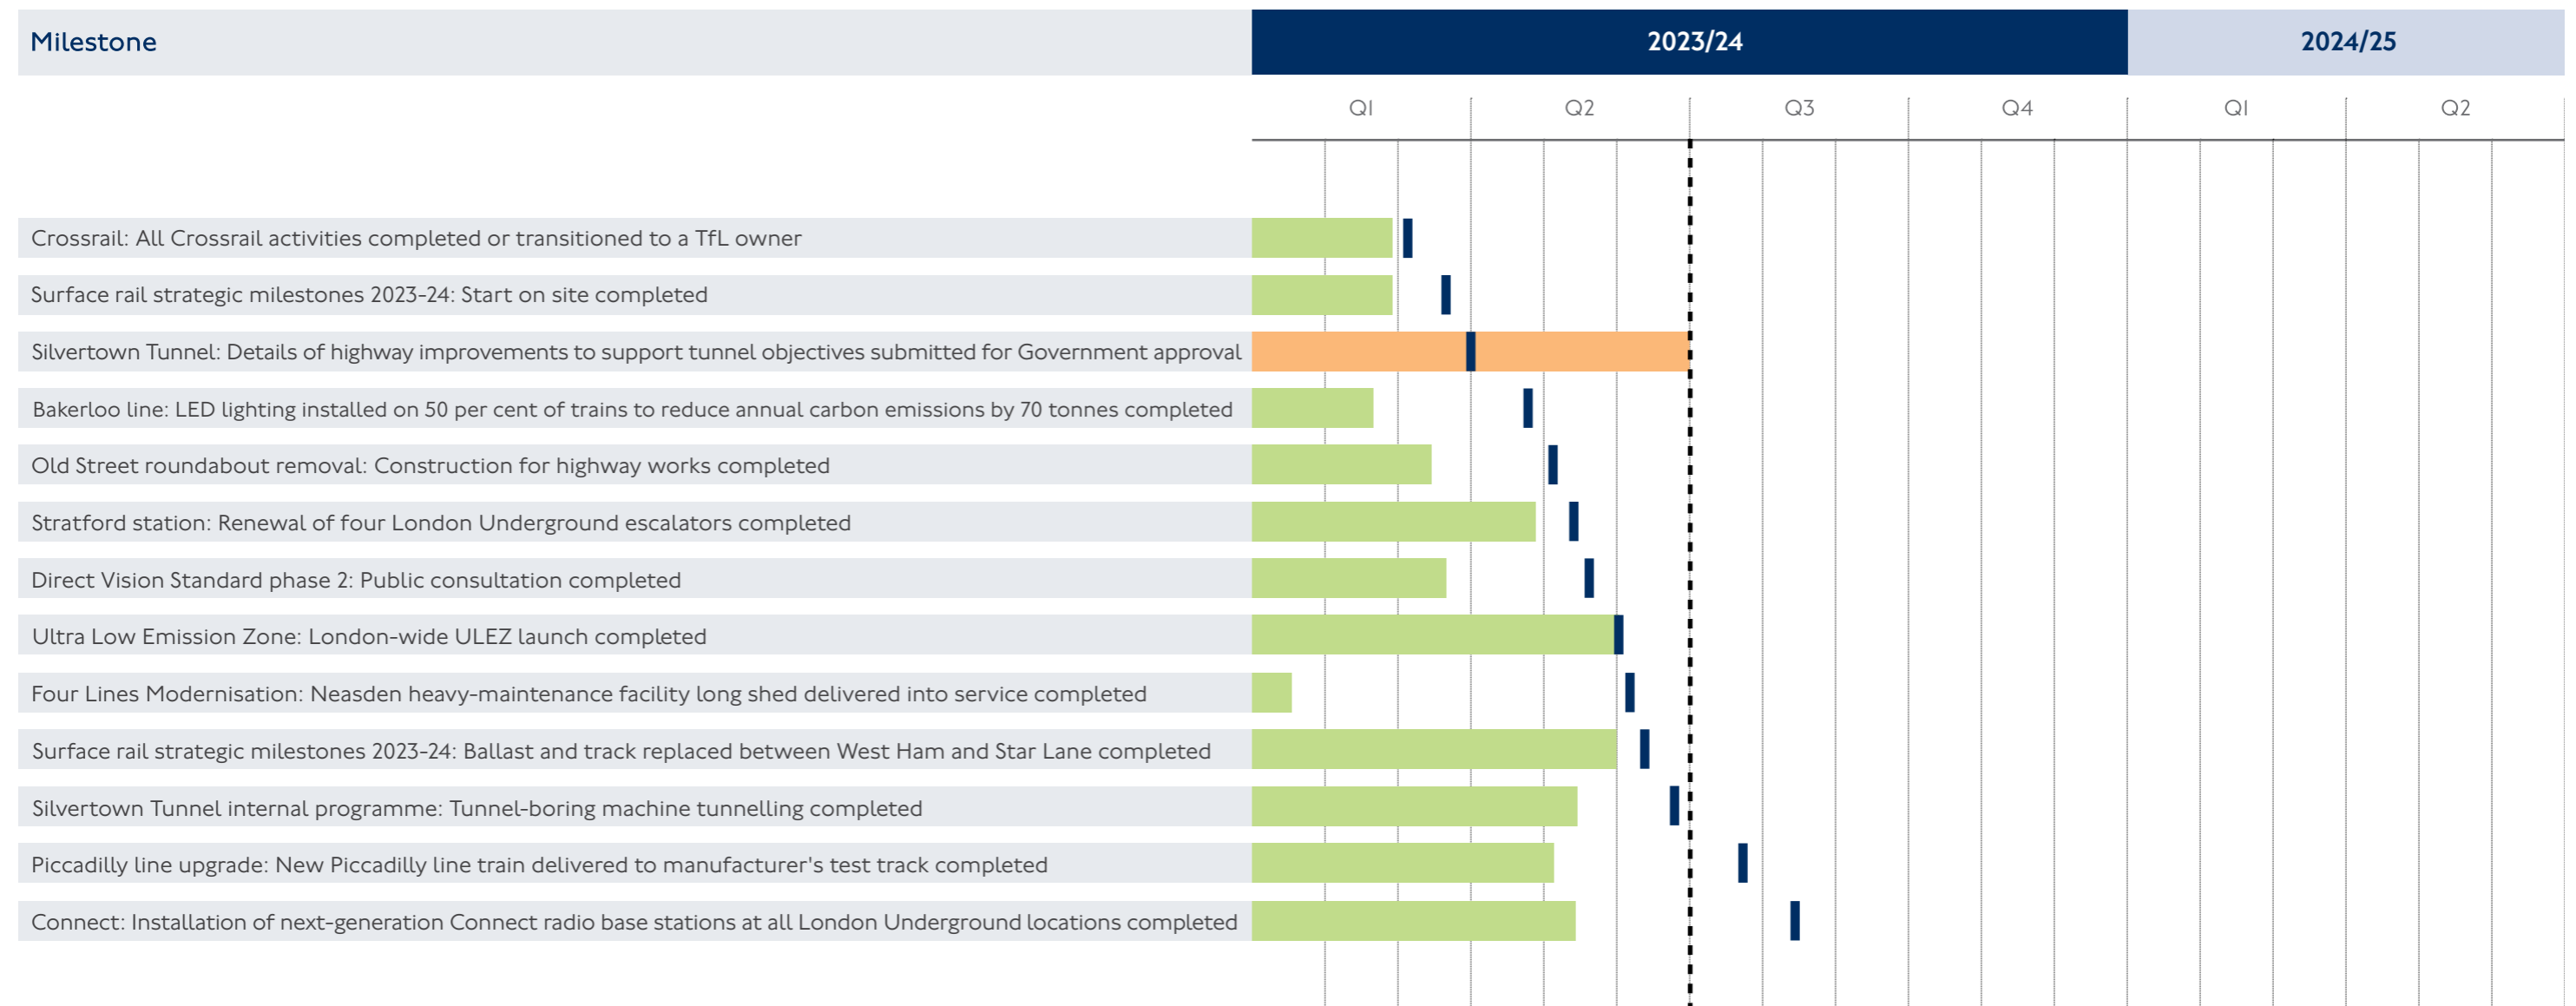 Milestone 2023/24 2024/25
Q1 Q2 Q3 Q4 Q1 Q2
Crossrail: All Crossrail activities completed or transitioned to a TfL owner
Surface rail strategic milestones 2023-24: Start on site completed
Silvertown Tunnel: Details of highway improvements to support tunnel objectives submitted for Government approval
Bakerloo line: LED lighting installed on 50 per cent of trains to reduce annual carbon emissions by 70 tonnes completed
Old Street roundabout removal: Construction for highway works completed
Stratford station: Renewal of four London Underground escalators completed
Direct Vision Standard phase 2: Public consultation completed
Ultra Low Emission Zone: London-wide ULEZ launch completed
Four Lines Modernisation: Neasden heavy-maintenance facility long shed delivered into service completed
Surface rail strategic milestones 2023-24: Ballast and track replaced between West Ham and Star Lane completed
Silvertown Tunnel internal programme: Tunnel-boring machine tunnelling completed
Piccadilly line upgrade: New Piccadilly line train delivered to manufacturer's test track completed
Connect: Installation of next-generation Connect radio base stations at all London Underground locations completed